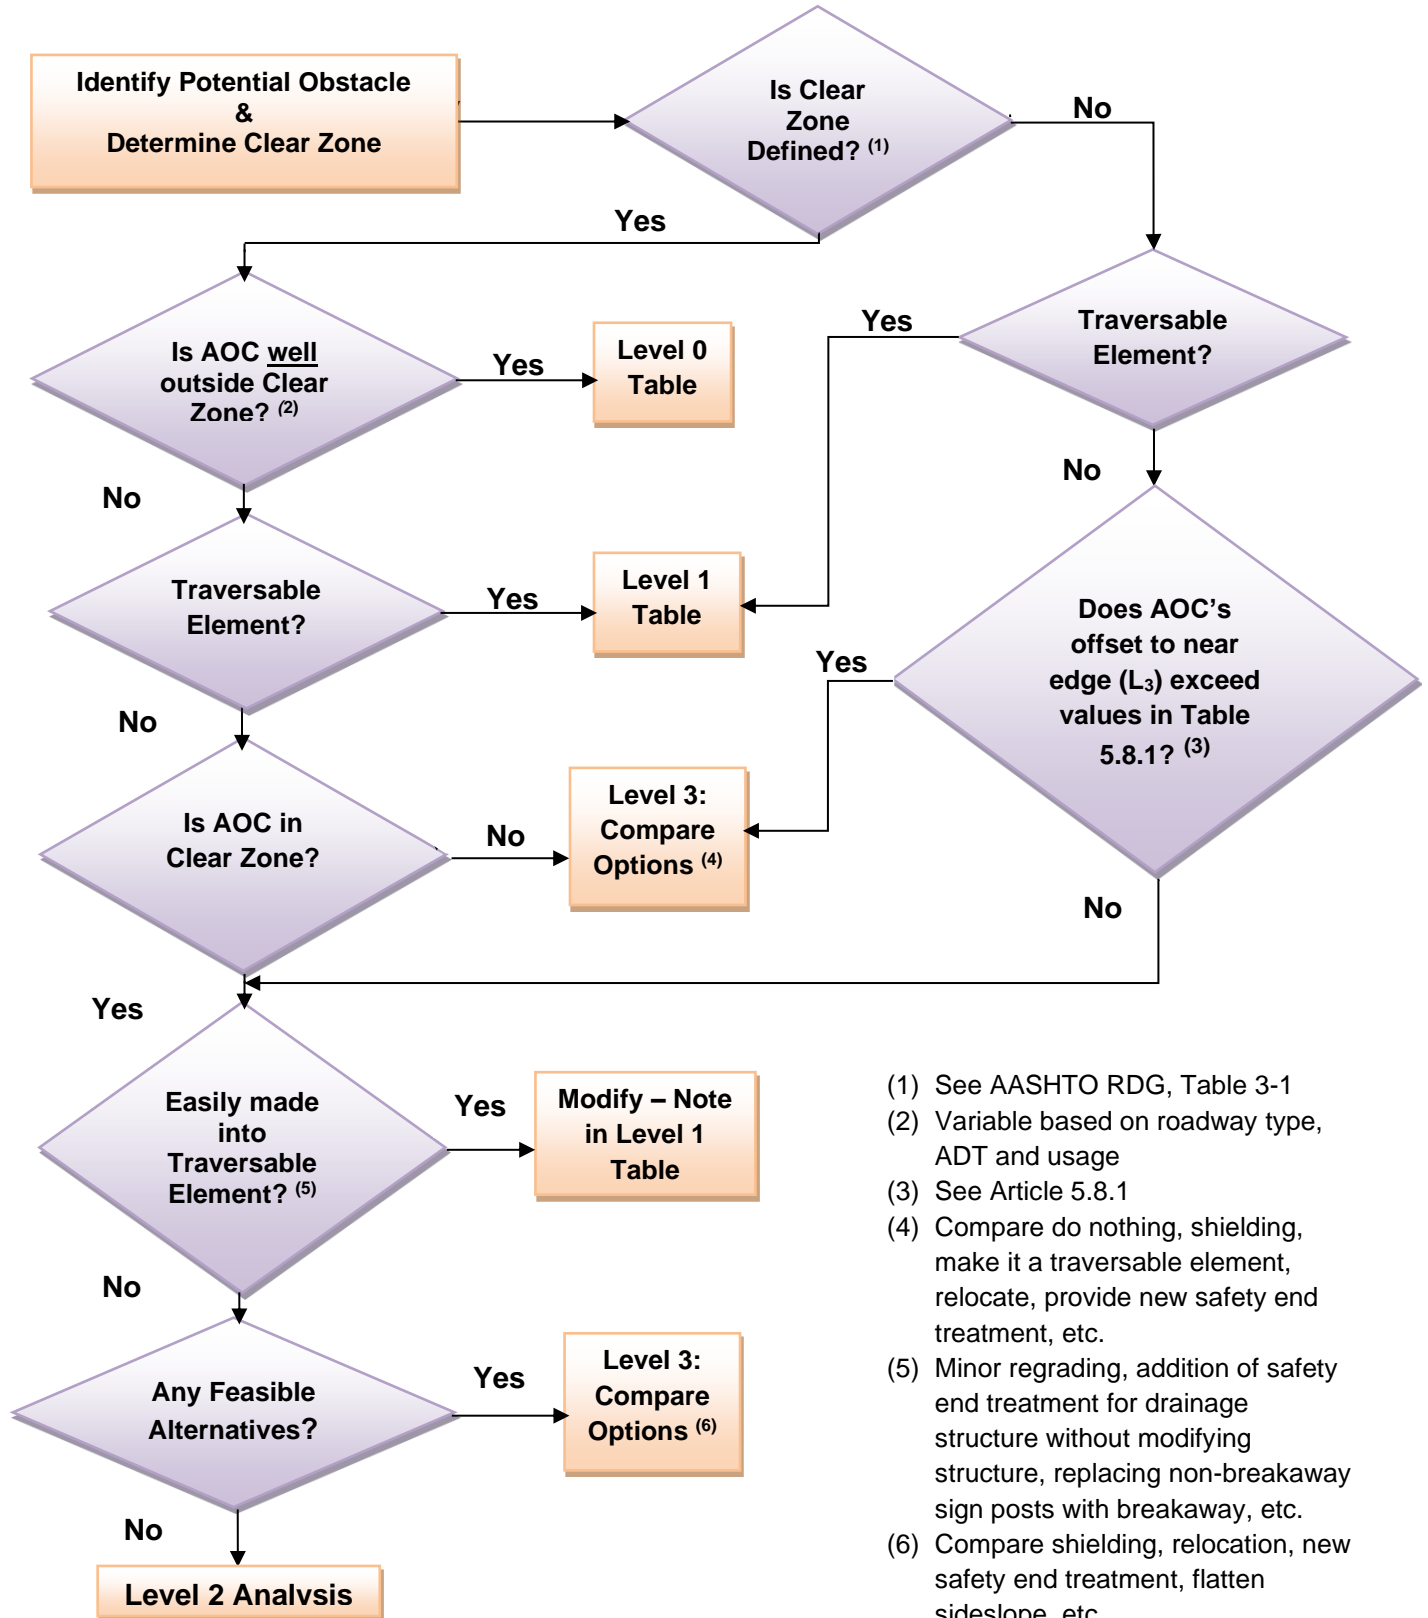 Identify Potential Obstacle
&
Determine Clear Zone
Is Clear
Zone
Defined? (1)
No
Yes
Is AOC well
outside Clear
Zone? (2)
Yes
Level 0
Table
Yes
Traversable
Element?
No
No
Traversable
Element?
Yes
Level 1
Table
Does AOC’s
offset to near
edge (L3) exceed
values in Table
5.8.1? (3)
Yes
No
Is AOC in
Clear Zone?
No
Level 3:
Compare
Options (4)
No
Yes
Easily made
into
Traversable
Element? (5)
Yes
Modify – Note
in Level 1
Table
No
Any Feasible
Alternatives?
Yes
Level 3:
Compare
Options (6)
No
Level 2 Analysis
(1) See AASHTO RDG, Table 3-1
(2) Variable based on roadway type,
ADT and usage
(3) See Article 5.8.1
(4) Compare do nothing, shielding,
make it a traversable element,
relocate, provide new safety end
treatment, etc.
(5) Minor regrading, addition of safety
end treatment for drainage
structure without modifying
structure, replacing non-breakaway
sign posts with breakaway, etc.
(6) Compare shielding, relocation, new
safety end treatment, flatten
sideslope, etc.